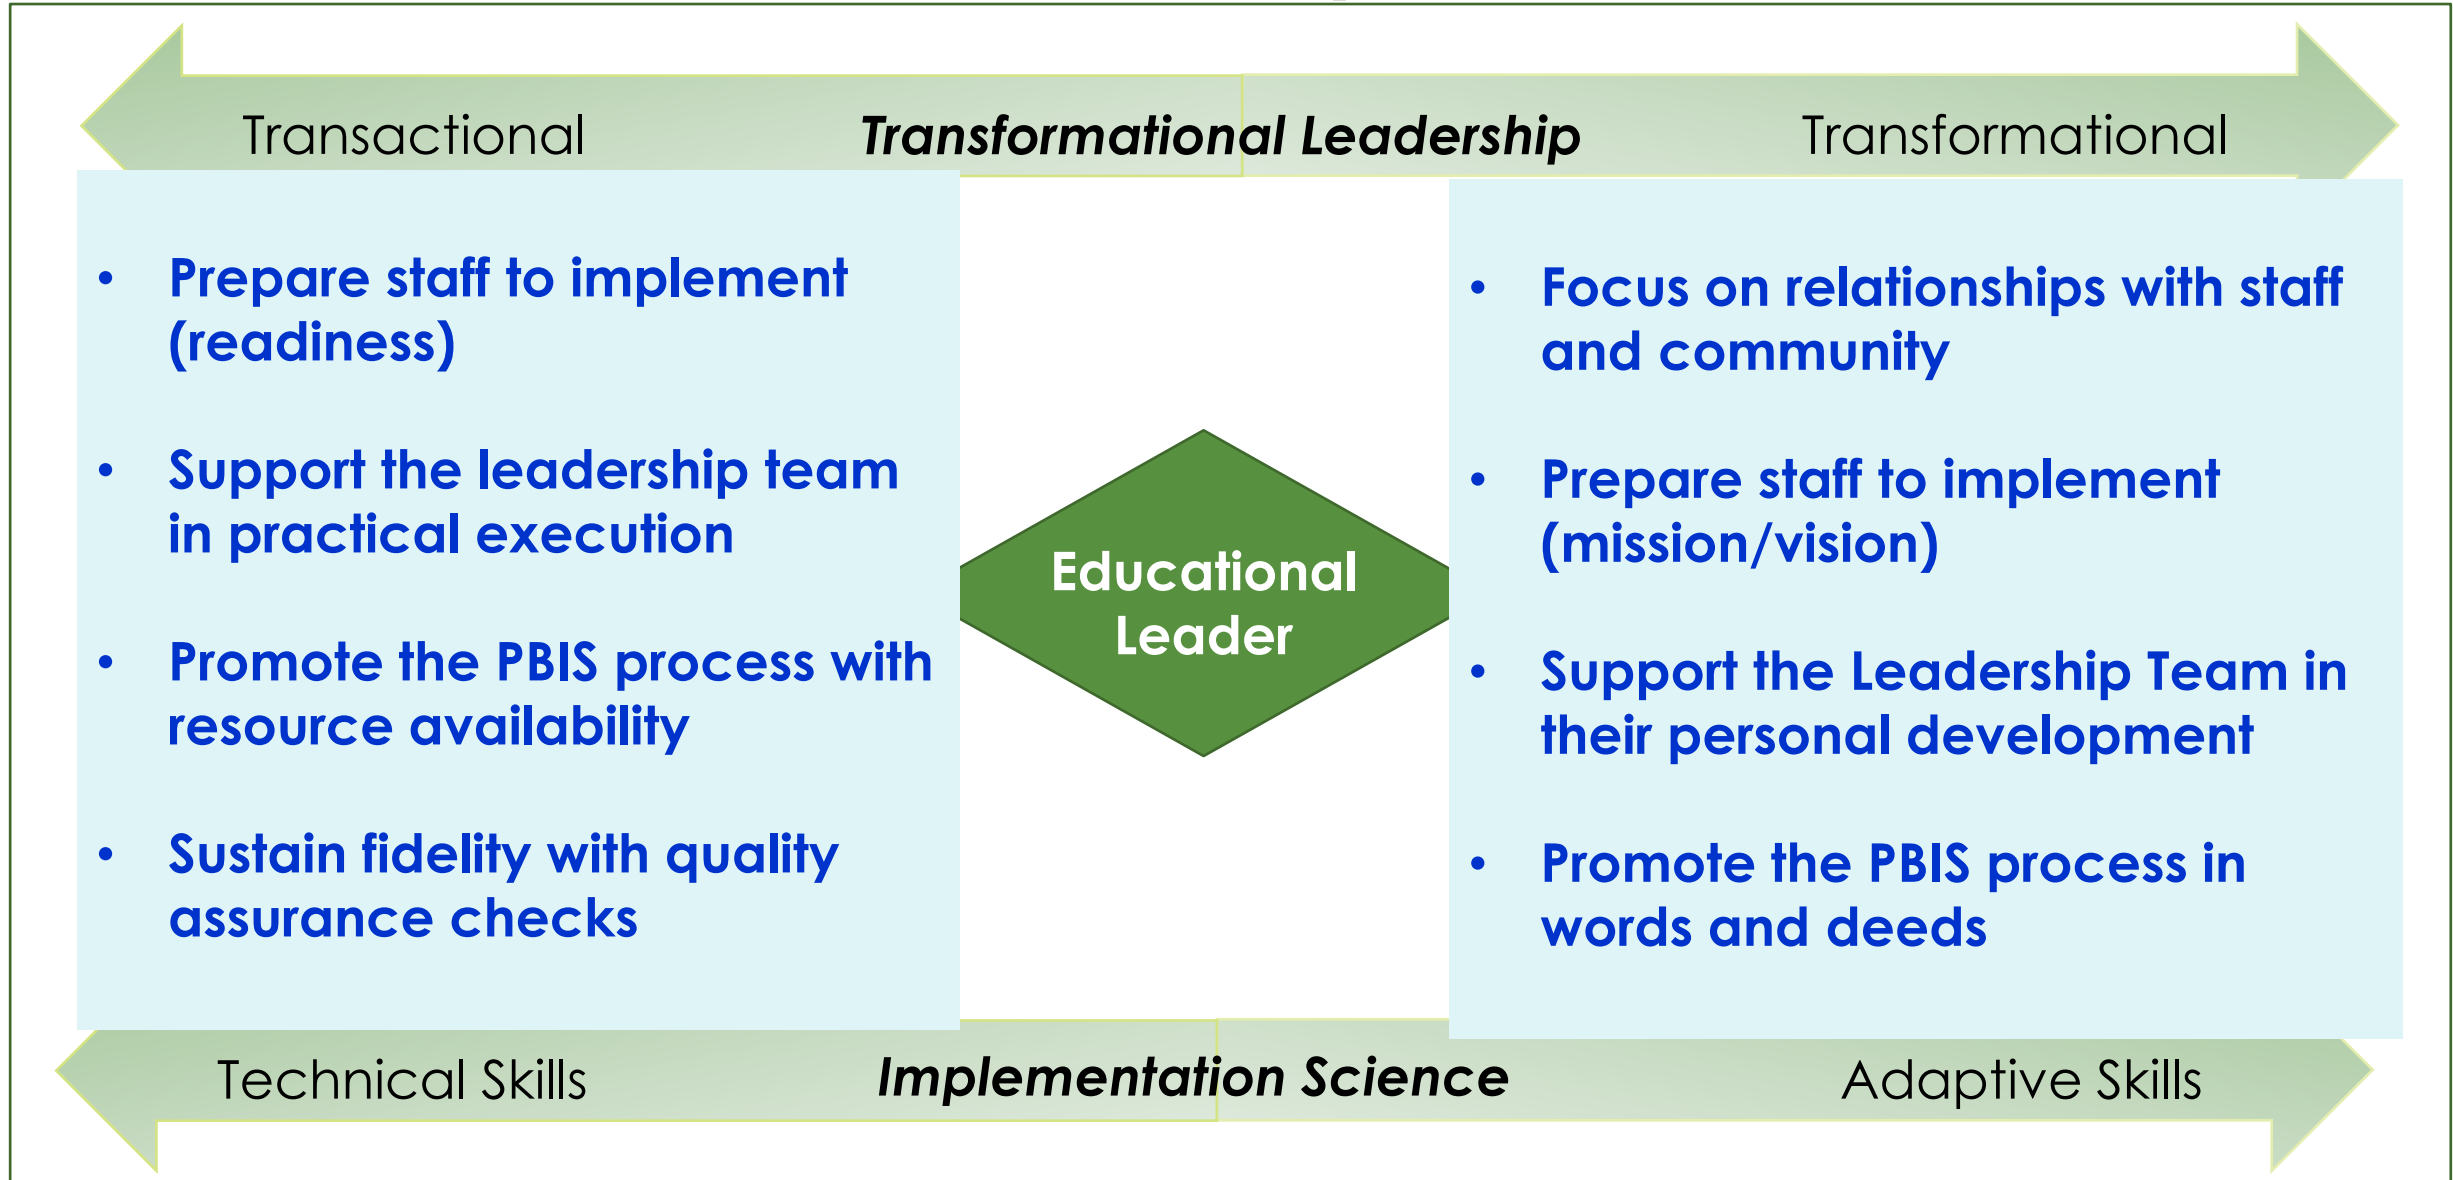 Transactional
Transformational Leadership
Transformational
• Prepare staff to implement
(readiness)
• Support the leadership team
in practical execution
• Promote the PBIS process with
resource availability
• Sustain fidelity with quality
assurance checks
Educational
Leader
• Focus on relationships with staff
and community
• Prepare staff to implement
(mission/vision)
• Support the Leadership Team in
their personal development
• Promote the PBIS process in
words and deeds
Technical Skills
Implementation Science
Adaptive Skills